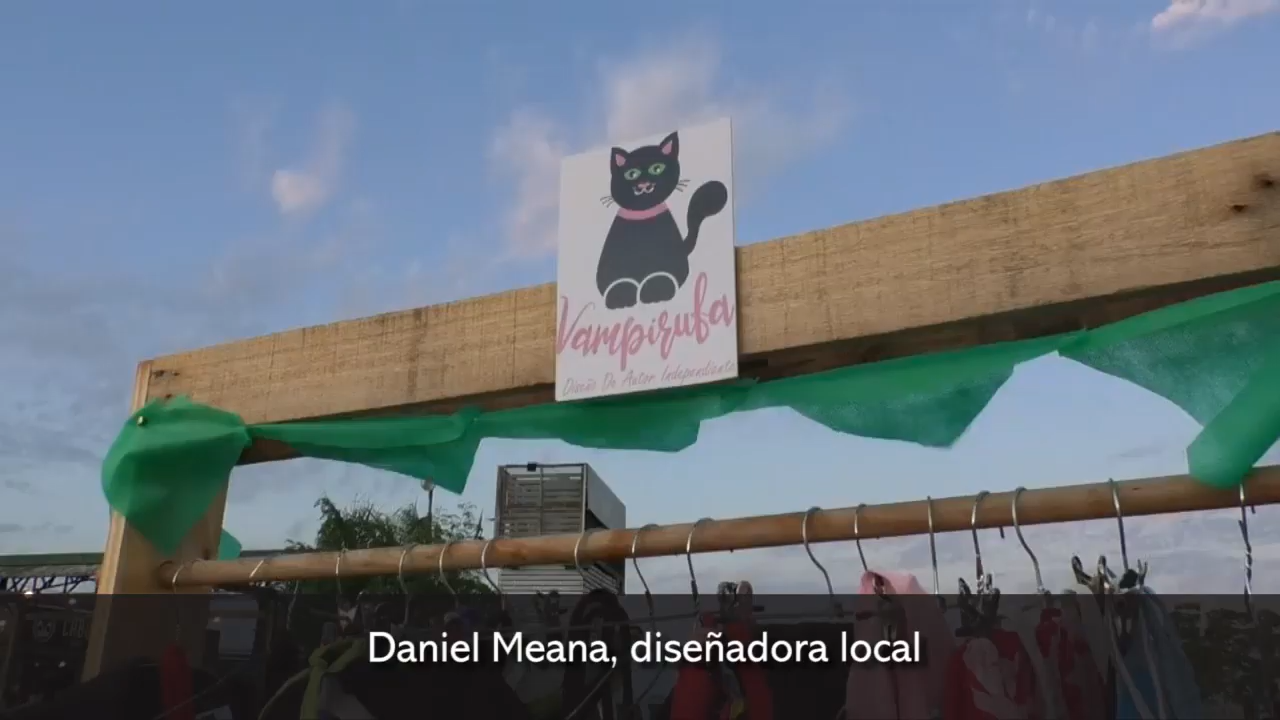 Vampirufa
Diseño De Autor Independiente
Daniel Meana, diseñadora local